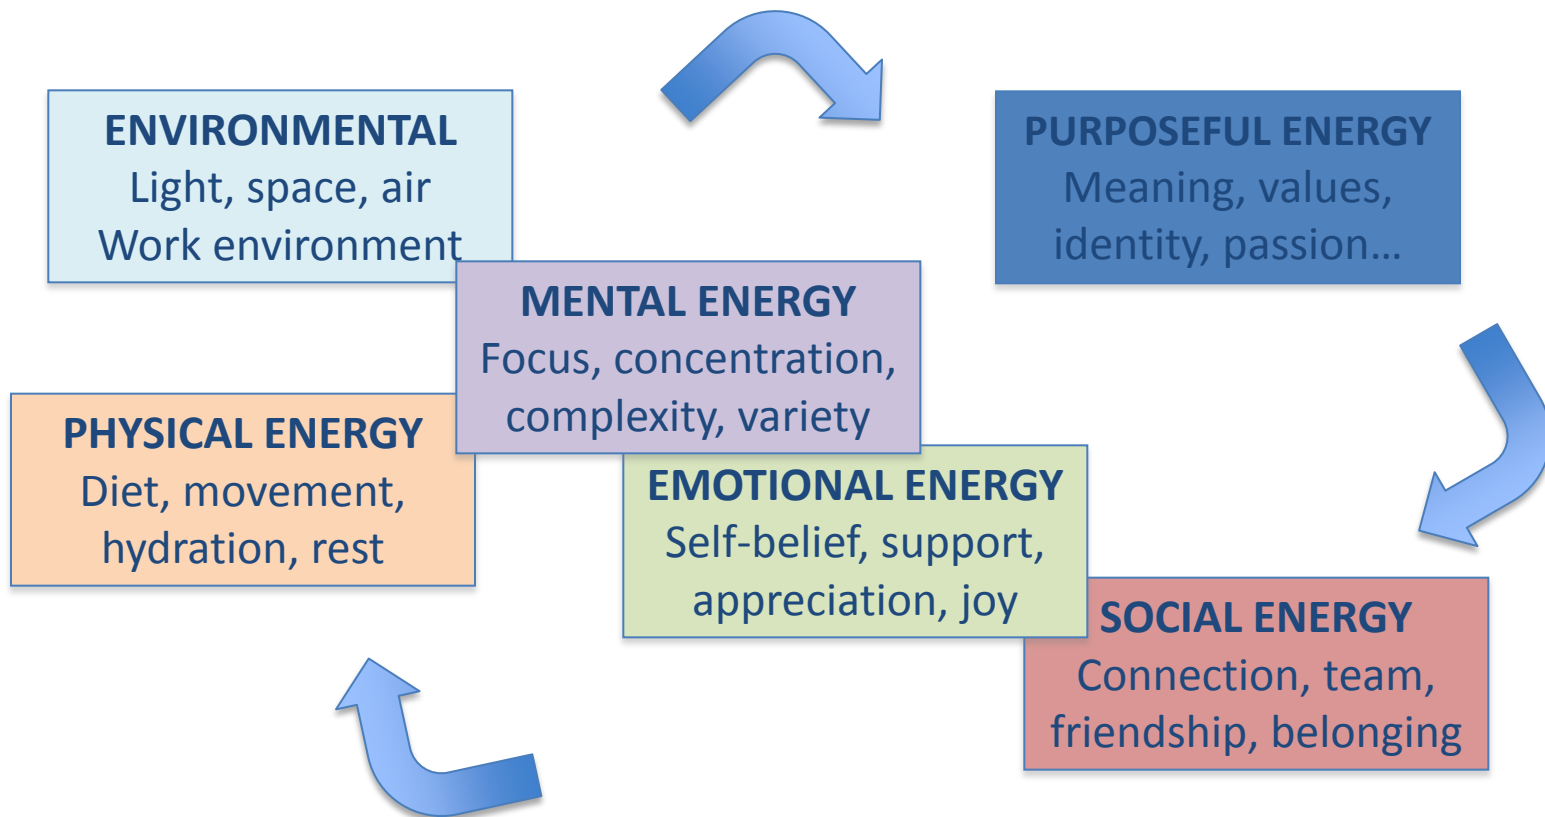 ENVIRONMENTAL
Light, space, air
Work environment
PURPOSEFUL ENERGY
Meaning, values,
identity, passion...
MENTAL ENERGY
Focus, concentration,
complexity, variety
PHYSICAL ENERGY
Diet, movement,
hydration, rest
EMOTIONAL ENERGY
Self-belief, support,
appreciation, joy
SOCIAL ENERGY
Connection, team,
friendship, belonging